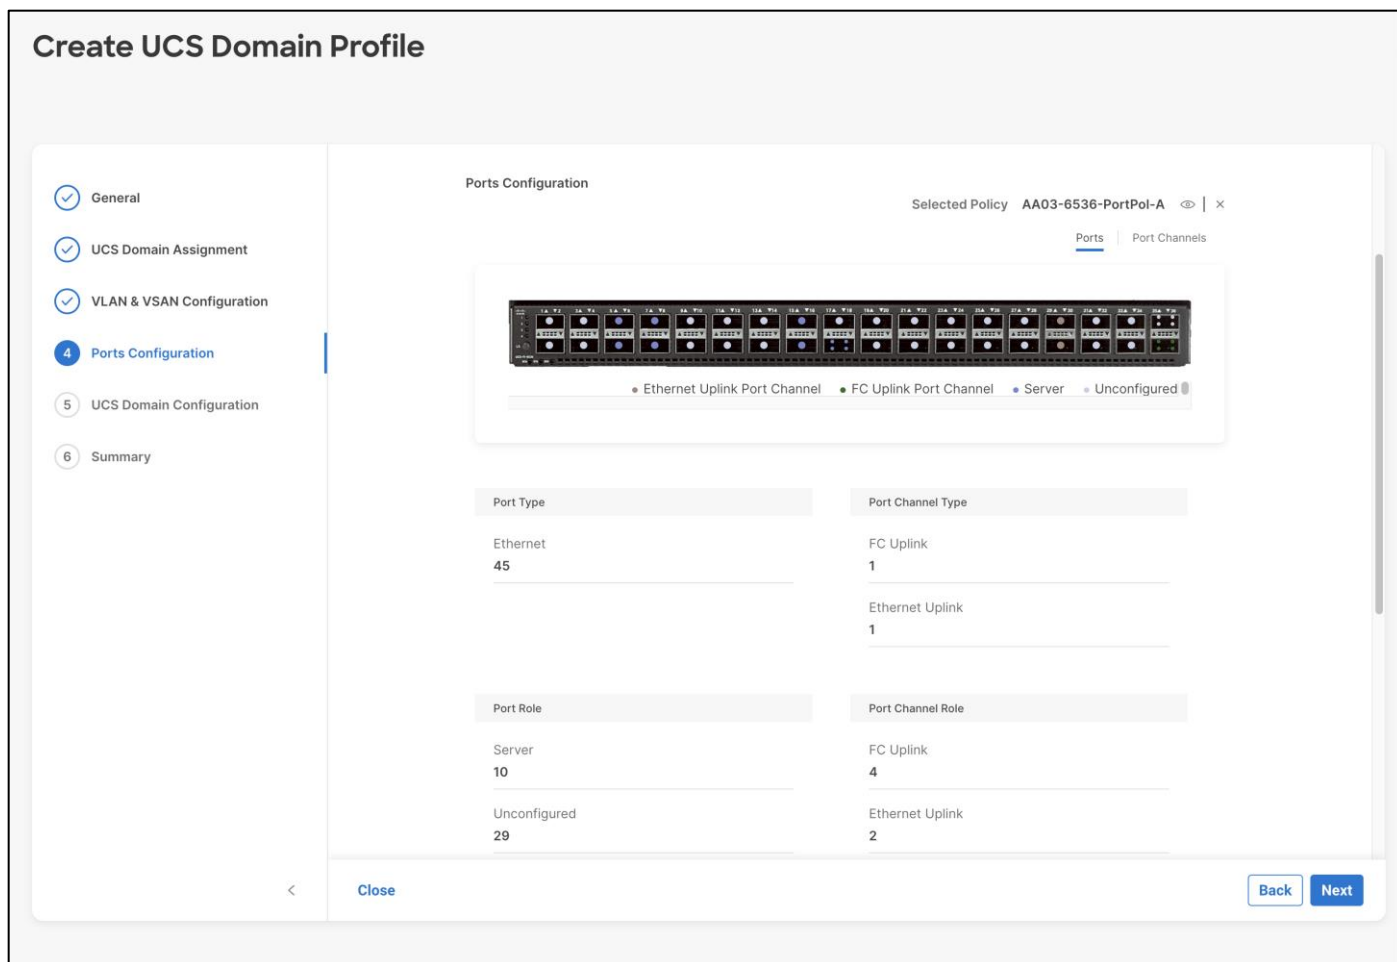 Create UCS Domain Profile
General
UCS Domain Assignment
VLAN & VSAN Configuration
4 Ports Configuration
5 UCS Domain Configuration
6 Summary
Ports Configuration
Selected Policy AA03-6536-PortPol-A
Ports Port Channels
Ethernet Uplink Port Channel FC Uplink Port Channel Server Unconfigured
Port Type
Ethernet
45
Port Channel Type
FC Uplink
1
Ethernet Uplink
1
Port Role
Server
10
Unconfigured
29
Port Channel Role
FC Uplink
4
Ethernet Uplink
2
Close Back Next